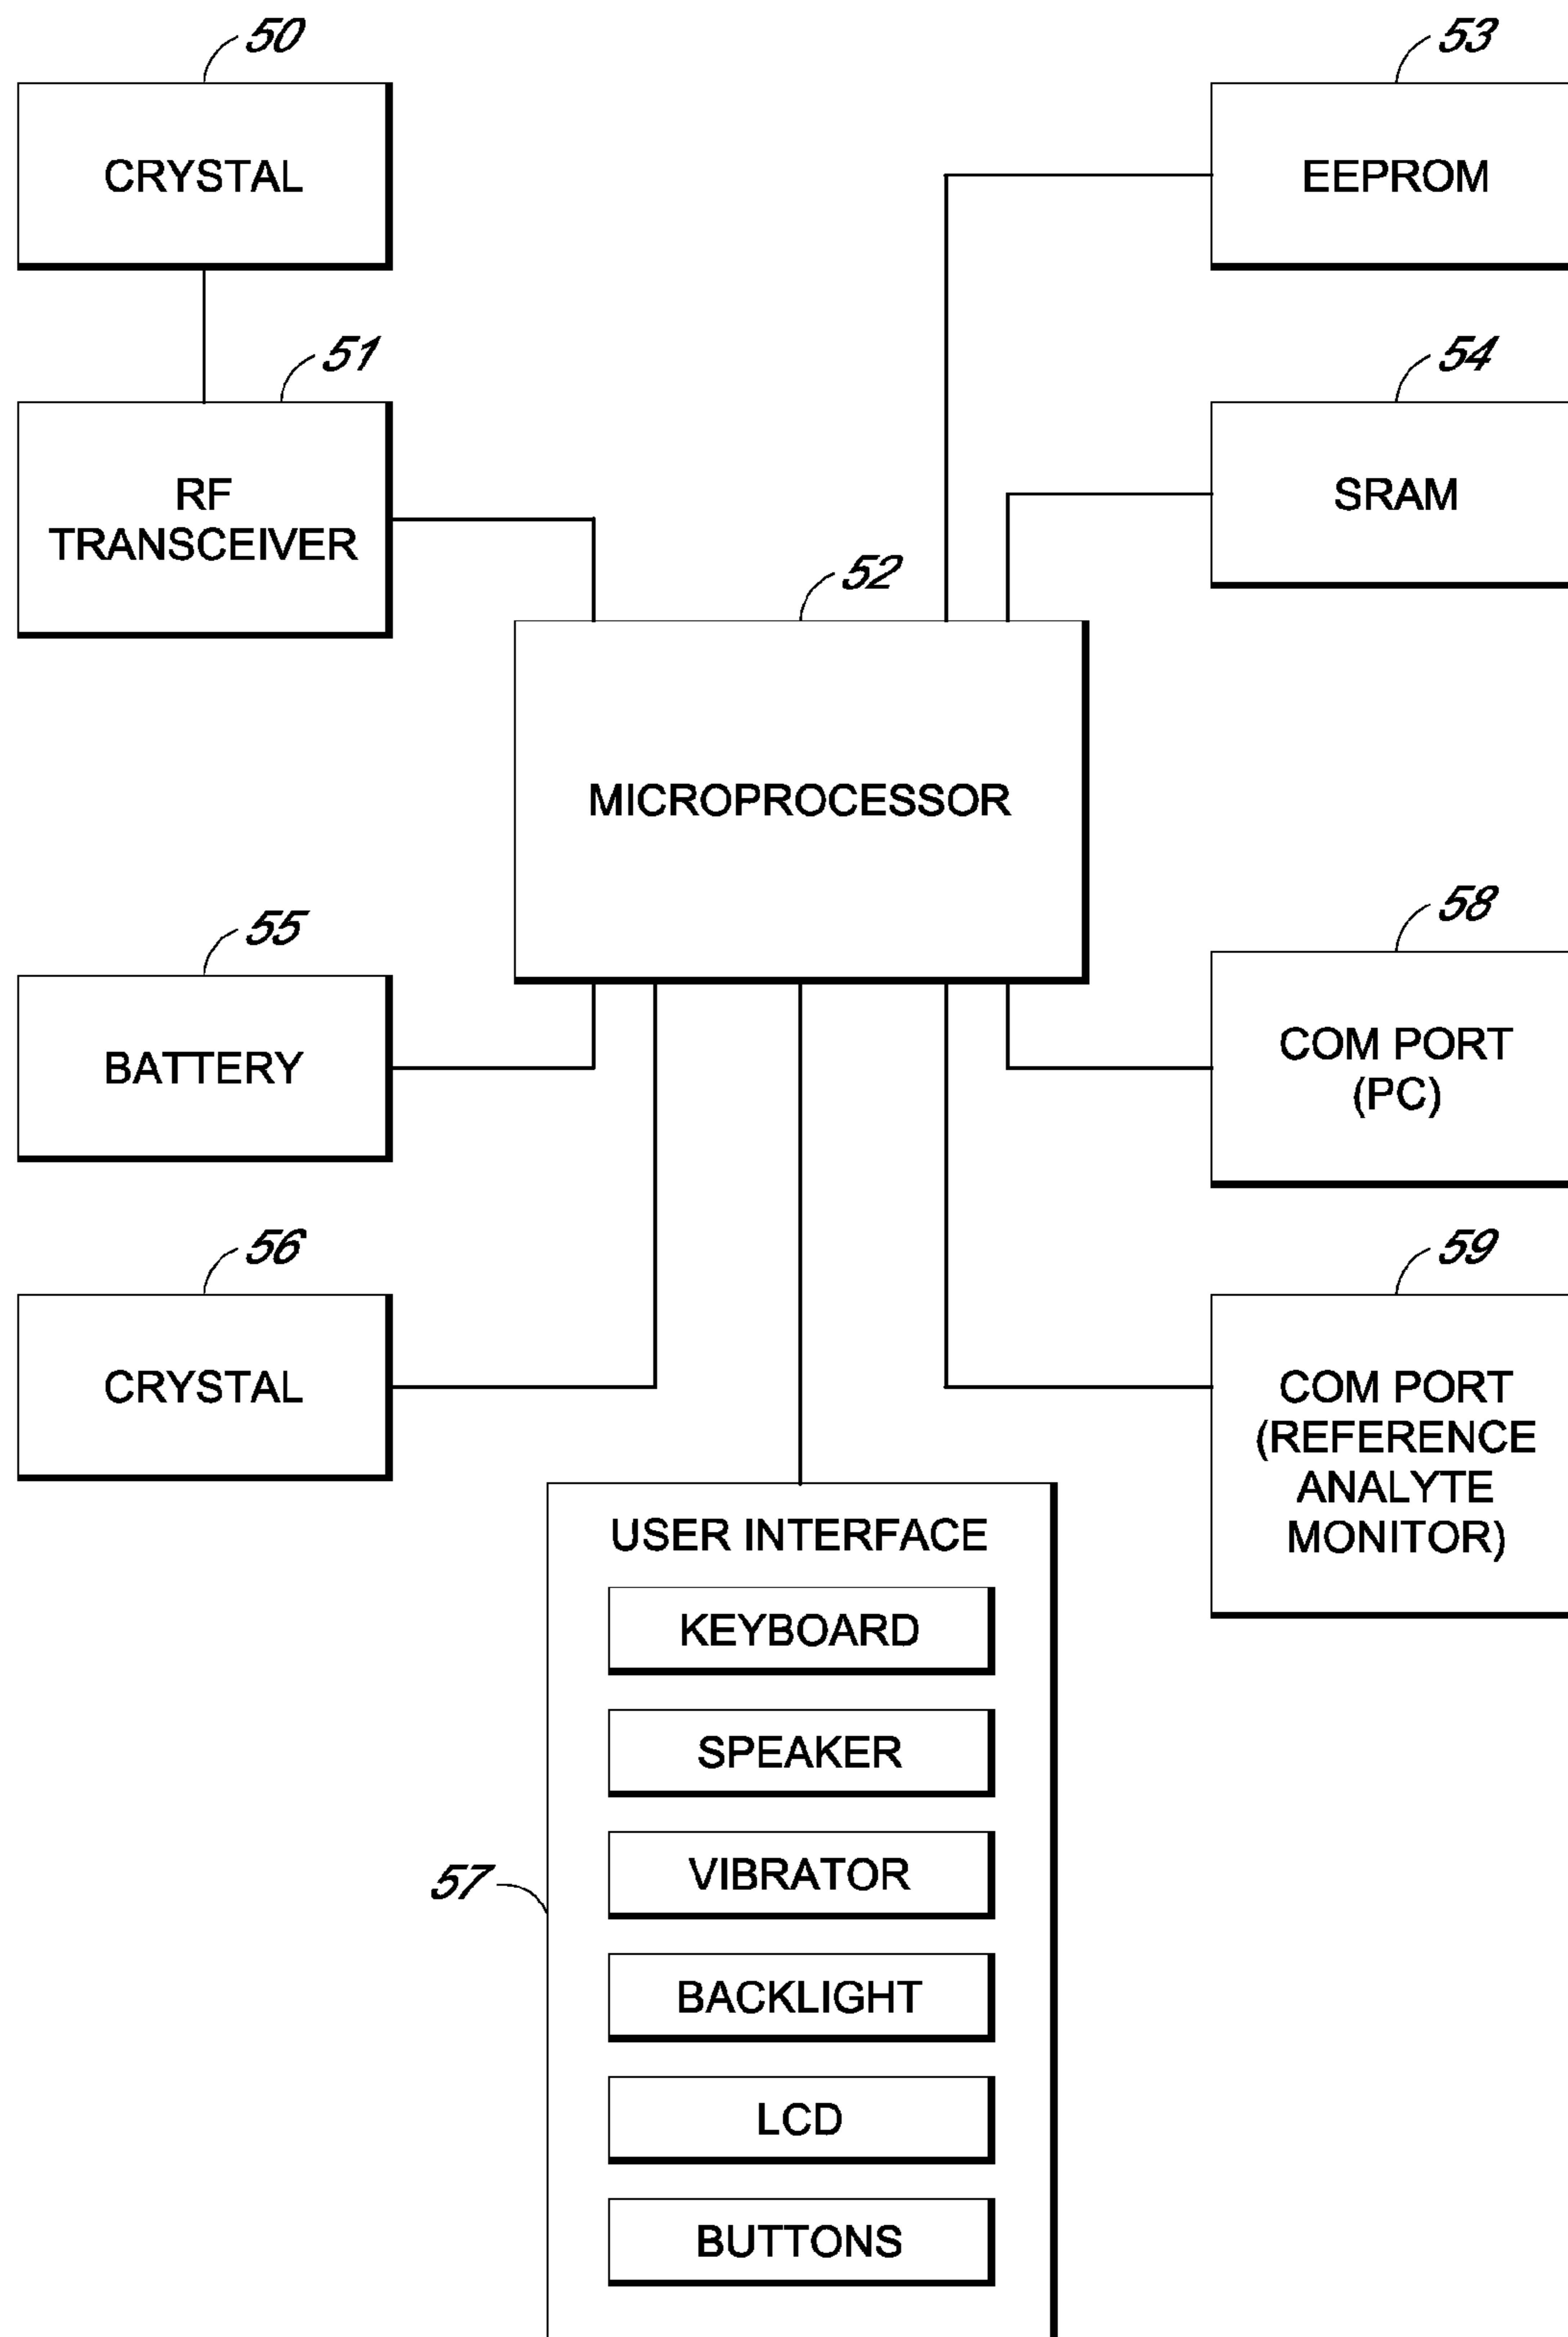 50
CRYSTAL
53
EEPROM
51
RF
TRANSCEIVER
54
SRAM
52
MICROPROCESSOR
55
BATTERY
58
COM PORT
(PC)
56
CRYSTAL
59
COM PORT
(REFERENCE
ANALYTE
MONITOR)
57
USER INTERFACE
KEYBOARD
SPEAKER
VIBRATOR
BACKLIGHT
LCD
BUTTONS